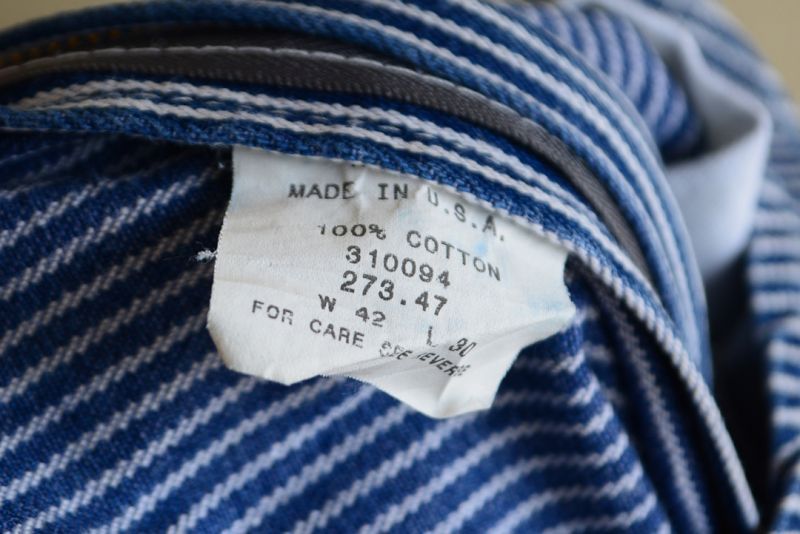 MADE IN U.S.A.
100% COTTON
310094
273.47
W 42 L 30
FOR CARE SEE REVERSE